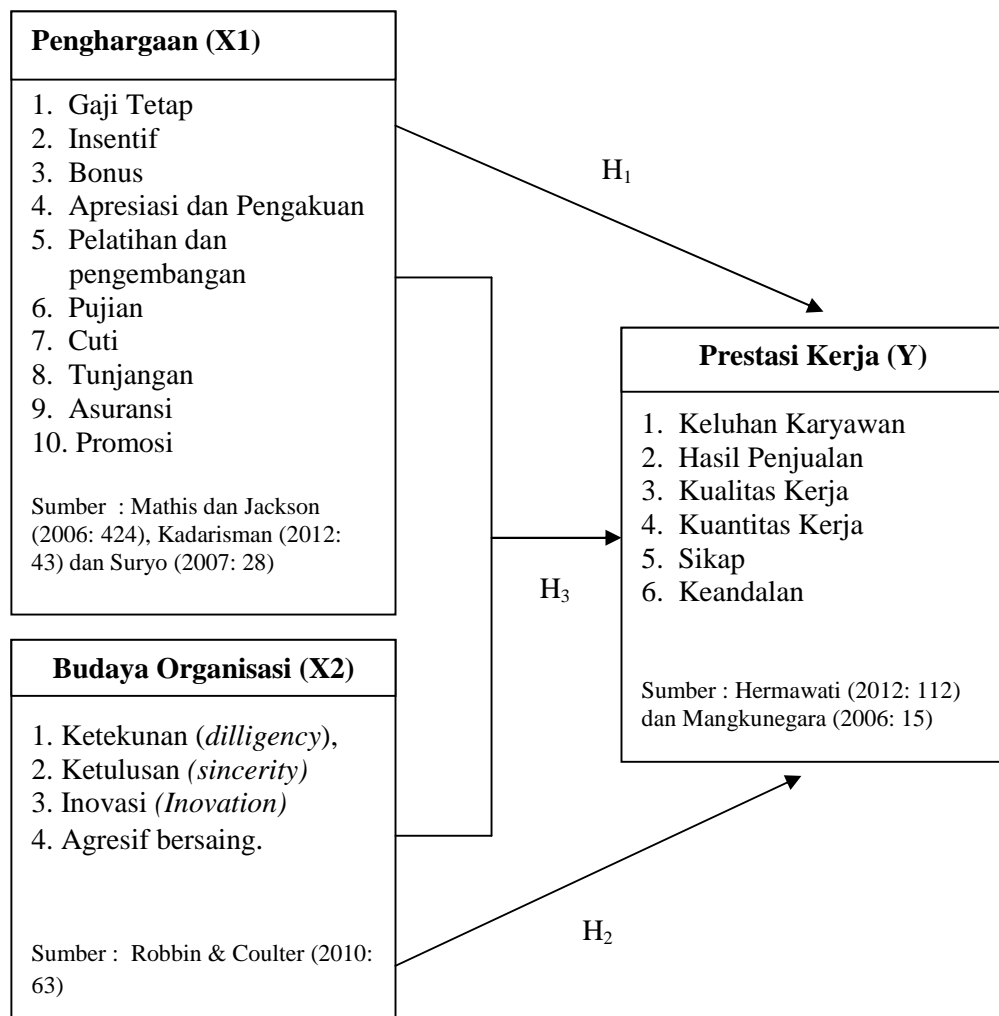 Penghargaan (X1)
1. Gaji Tetap
2. Insentif
3. Bonus
4. Apresiasi dan Pengakuan
5. Pelatihan dan
pengembangan
6. Pujian
7. Cuti
8. Tunjangan
9. Asuransi
10. Promosi
Sumber : Mathis dan Jackson
(2006: 424), Kadarisman (2012:
43) dan Suryo (2007: 28)
H₁
Prestasi Kerja (Y)
1. Keluhan Karyawan
2. Hasil Penjualan
3. Kualitas Kerja
4. Kuantitas Kerja
5. Sikap
6. Keandalan
Sumber : Hermawati (2012: 112)
dan Mangkunegara (2006: 15)
H₃
Budaya Organisasi (X2)
1. Ketekunan (dilligency),
2. Ketulusan (sincerity)
3. Inovasi (Inovation)
4. Agresif bersaing.
Sumber : Robbin & Coulter (2010:
63)
H₂